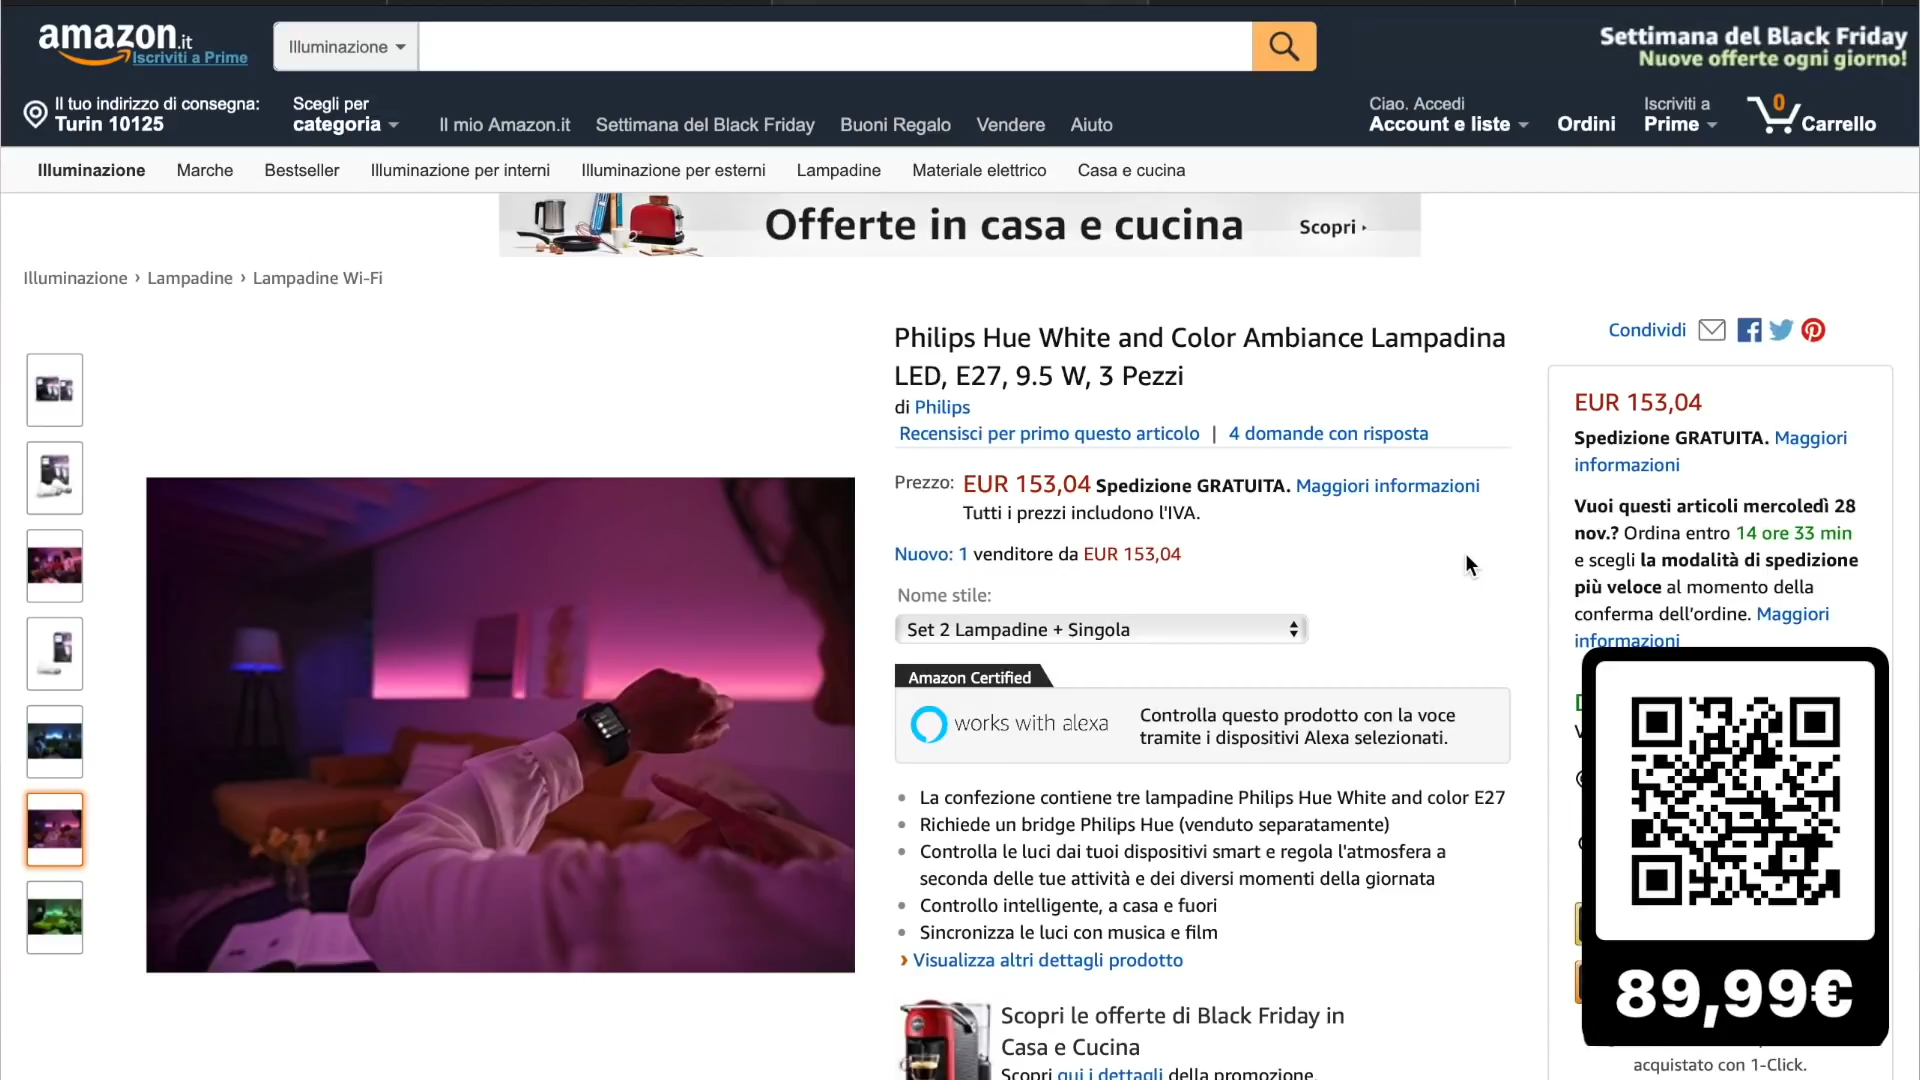 amazon.it
Iscriviti a Prime
Illuminazione
Settimana del Black Friday
Nuove offerte ogni giorno!
Il tuo indirizzo di consegna:
Turin 10125
Scegli per
categoria
Il mio Amazon.it
Settimana del Black Friday
Buoni Regalo
Vendere
Aiuto
Ciao. Accedi
Account e liste
Ordini
Iscriviti a
Prime
0
Carrello
Illuminazione
Marche
Bestseller
Illuminazione per interni
Illuminazione per esterni
Lampadine
Materiale elettrico
Casa e cucina
Offerte in casa e cucina
Scopri ›
Illuminazione › Lampadine › Lampadine Wi-Fi
Philips Hue White and Color Ambiance Lampadina
LED, E27, 9.5 W, 3 Pezzi
di Philips
Recensisci per primo questo articolo | 4 domande con risposta
Prezzo: EUR 153,04 Spedizione GRATUITA. Maggiori informazioni
Tutti i prezzi includono l'IVA.
Nuovo: 1 venditore da EUR 153,04
Nome stile:
Set 2 Lampadine + Singola
Amazon Certified
works with alexa
Controlla questo prodotto con la voce
tramite i dispositivi Alexa selezionati.
La confezione contiene tre lampadine Philips Hue White and color E27
Richiede un bridge Philips Hue (venduto separatamente)
Controlla le luci dai tuoi dispositivi smart e regola l'atmosfera a
seconda delle tue attività e dei diversi momenti della giornata
Controllo intelligente, a casa e fuori
Sincronizza le luci con musica e film
› Visualizza altri dettagli prodotto
Scopri le offerte di Black Friday in
Casa e Cucina
Scopri qui i dettagli della promozione.
Condividi
EUR 153,04
Spedizione GRATUITA. Maggiori
informazioni
Vuoi questi articoli mercoledì 28
nov.? Ordina entro 14 ore 33 min
e scegli la modalità di spedizione
più veloce al momento della
conferma dell'ordine. Maggiori
informazioni
89,99€
acquistato con 1-Click.